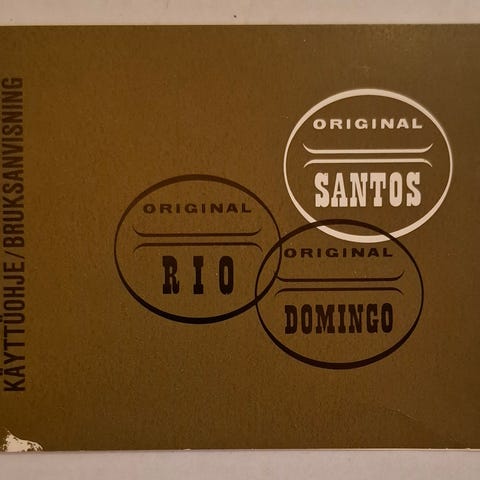 KÄYTTÖOHJE/BRUKSANVISNING
ORIGINAL
SANTOS
ORIGINAL
RIO
ORIGINAL
DOMINGO